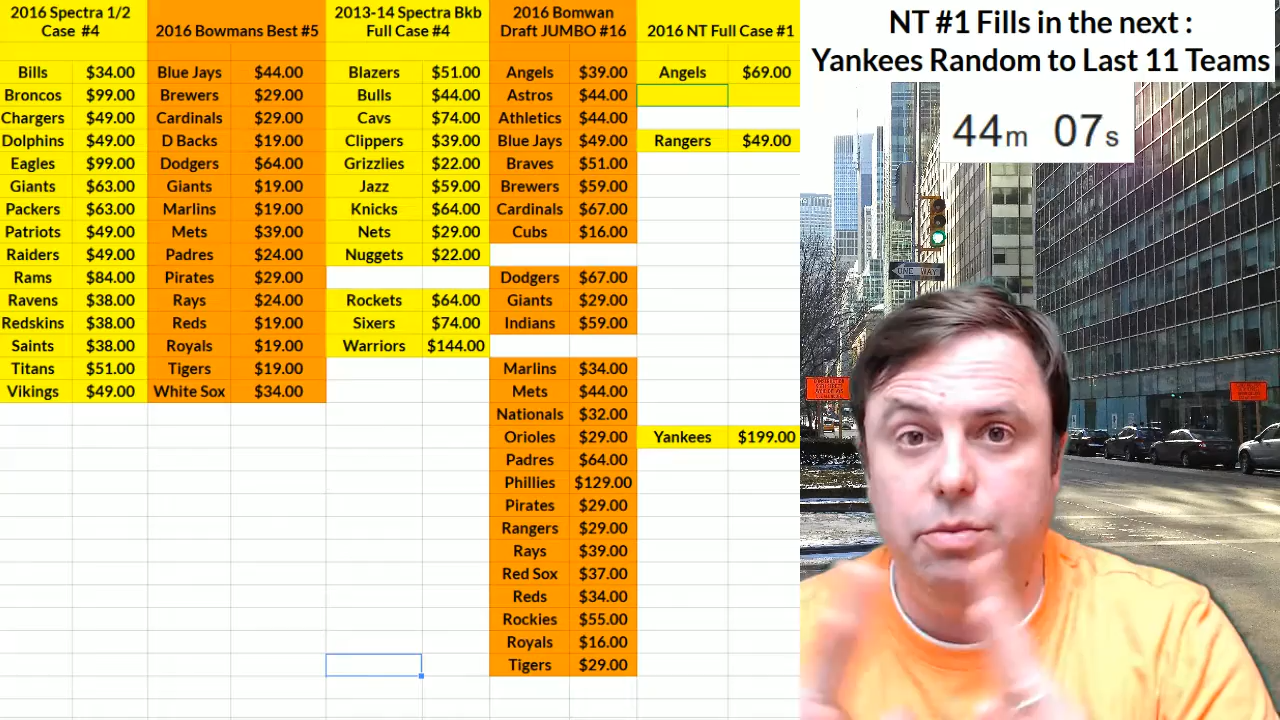 2016 Spectra 1/2
Case #4
2016 Bowmans Best #5
2013-14 Spectra Bkb
Full Case #4
2016 Bomwan
Draft JUMBO #16
2016 NT Full Case #1
Bills $34.00 Blue Jays $44.00 Blazers $51.00 Angels $39.00 Angels $69.00
Broncos $99.00 Brewers $29.00 Bulls $44.00 Astros $44.00
Chargers $49.00 Cardinals $29.00 Cavs $74.00 Athletics $44.00
Dolphins $49.00 D Backs $19.00 Clippers $39.00 Blue Jays $49.00 Rangers $49.00
Eagles $99.00 Dodgers $64.00 Grizzlies $22.00 Braves $51.00
Giants $63.00 Giants $19.00 Jazz $59.00 Brewers $59.00
Packers $63.00 Marlins $19.00 Knicks $64.00 Cardinals $67.00
Patriots $49.00 Mets $39.00 Nets $29.00 Cubs $16.00
Raiders $49.00 Padres $24.00 Nuggets $22.00
Rams $84.00 Pirates $29.00 Dodgers $67.00
Ravens $38.00 Rays $24.00 Rockets $64.00 Giants $29.00
Redskins $38.00 Reds $19.00 Sixers $74.00 Indians $59.00
Saints $38.00 Royals $19.00 Warriors $144.00
Titans $51.00 Tigers $19.00 Marlins $34.00
Vikings $49.00 White Sox $34.00 Mets $44.00
Nationals $32.00
Orioles $29.00 Yankees $199.00
Padres $64.00
Phillies $129.00
Pirates $29.00
Rangers $29.00
Rays $39.00
Red Sox $37.00
Reds $34.00
Rockies $55.00
Royals $16.00
Tigers $29.00
NT #1 Fills in the next :
Yankees Random to Last 11 Teams
44m 07s
ONE WAY